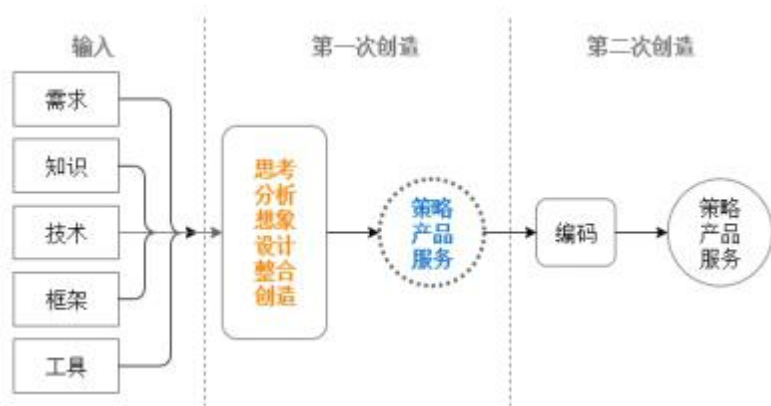 输入
第一次创造
第二次创造
需求
知识
技术
框架
工具
思考
分析
想象
设计
整合
创造
策略
产品
服务
编码
策略
产品
服务